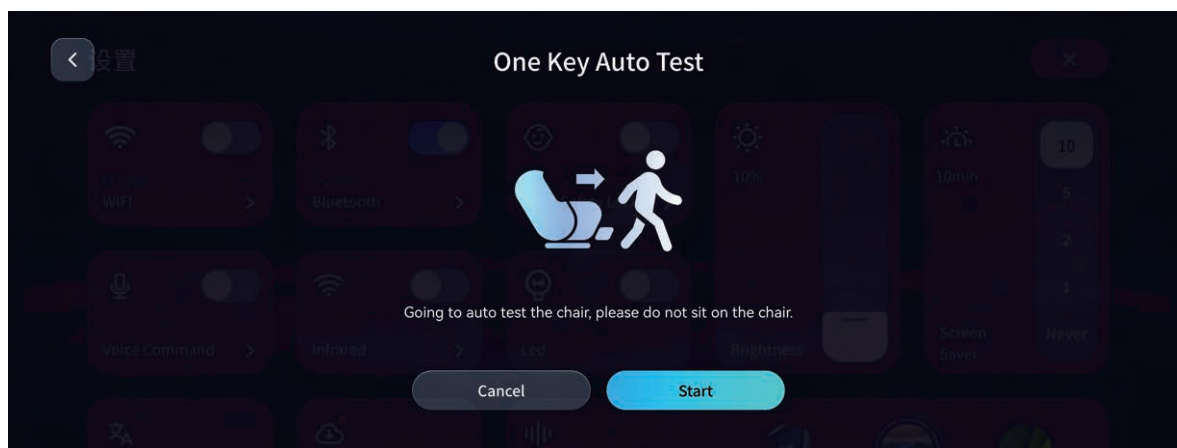 设置
One Key Auto Test
10%
10min
10
WIFI
Bluetooth
5
2
Going to auto test the chair, please do not sit on the chair.
1
Voice Command
Infrared
Led
Brightness
Screen
Saver
Never
Cancel
Start